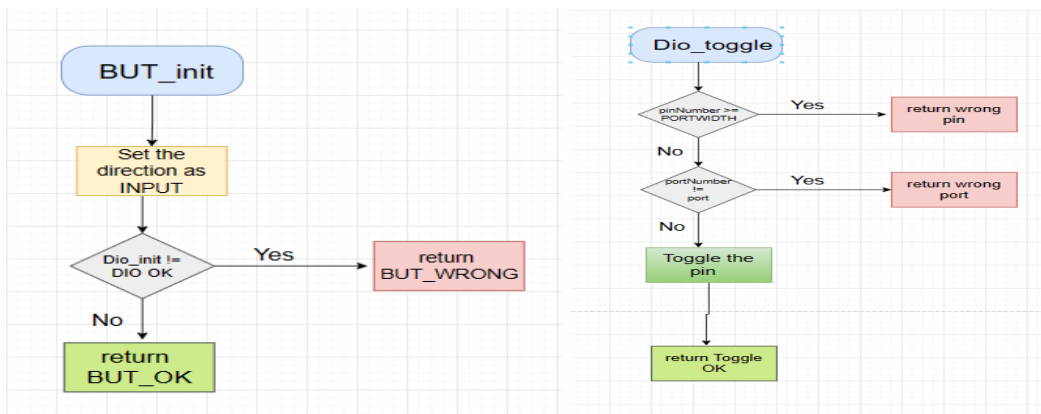 BUT_init
Set the
direction as
INPUT
Dio_init !=
DIO OK
Yes
return
BUT_WRONG
No
return
BUT_OK
Dio_toggle
pinNumber >=
PORTWIDTH
Yes
return wrong
pin
No
portNumber
!=
port
Yes
return wrong
port
No
Toggle the
pin
return Toggle
OK